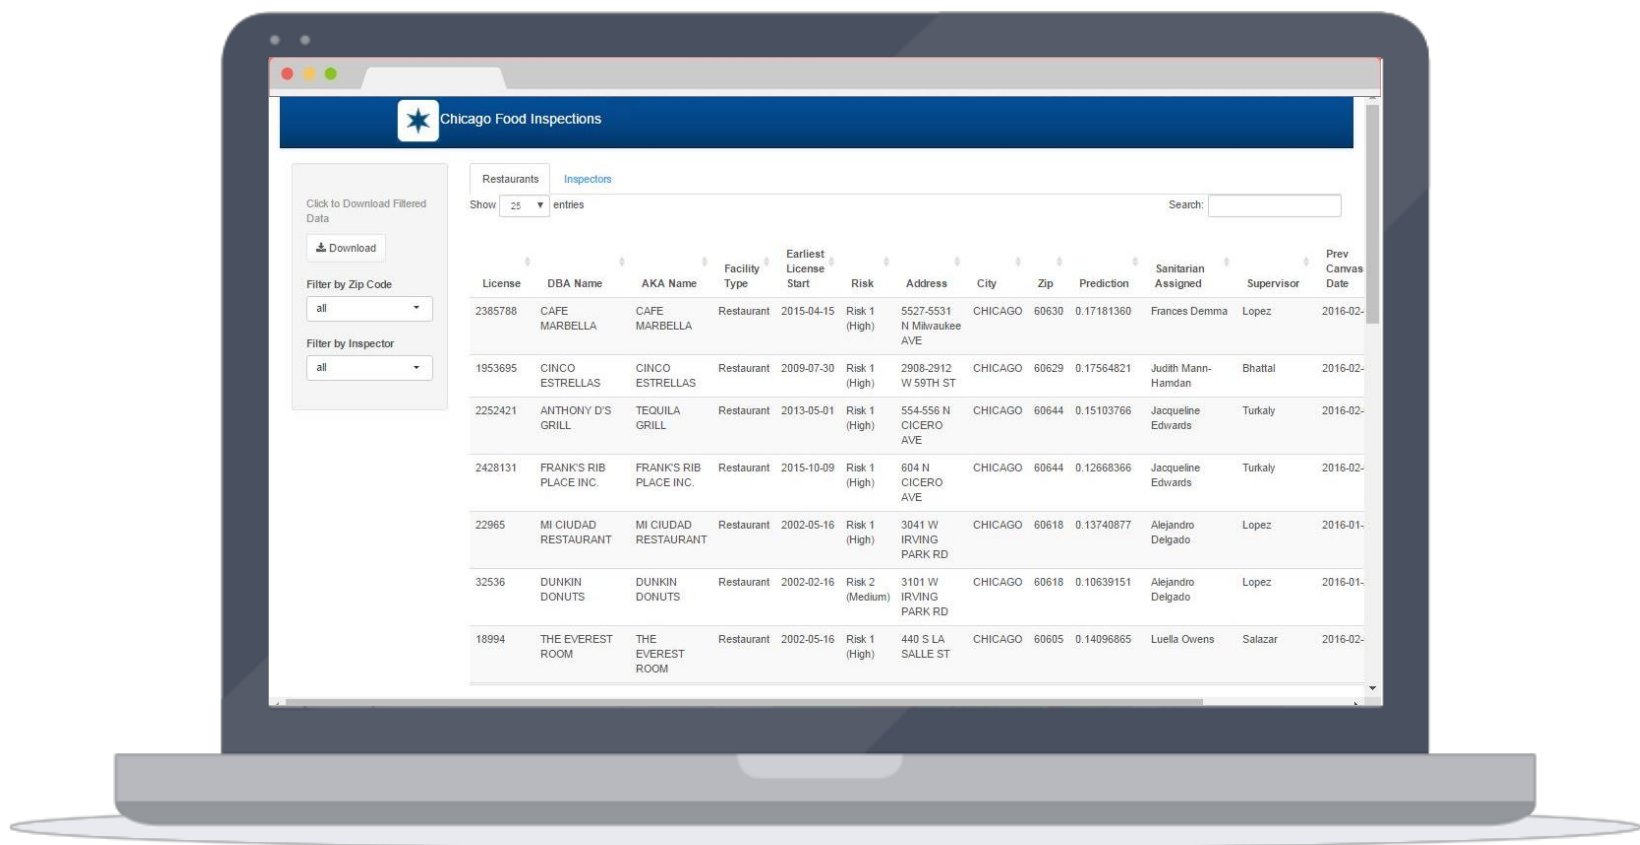 Chicago Food Inspections
Click to Download Filtered
Data
Download
Filter by Zip Code
all
Filter by Inspector
all
Restaurants Inspectors
Show 25 entries Search:
License DBA Name AKA Name Facility Type Earliest License Start Risk Address City Zip Prediction Sanitarian Assigned Supervisor Prev Canvas Date
2385788 CAFE MARBELLA CAFE MARBELLA Restaurant 2015-04-15 Risk 1 (High) 5527-5531 N Milwaukee AVE CHICAGO 60630 0.17181360 Frances Demma Lopez 2016-02-
1953695 CINCO ESTRELLAS CINCO ESTRELLAS Restaurant 2009-07-30 Risk 1 (High) 2908-2912 W 59TH ST CHICAGO 60629 0.17564821 Judith Mann-Hamdan Bhattal 2016-02-
2252421 ANTHONY D'S GRILL TEQUILA GRILL Restaurant 2013-05-01 Risk 1 (High) 554-556 N CICERO AVE CHICAGO 60644 0.15103766 Jacqueline Edwards Turkaly 2016-02-
2428131 FRANK'S RIB PLACE INC. FRANK'S RIB PLACE INC. Restaurant 2015-10-09 Risk 1 (High) 604 N CICERO AVE CHICAGO 60644 0.12668366 Jacqueline Edwards Turkaly 2016-02-
22965 MI CIUDAD RESTAURANT MI CIUDAD RESTAURANT Restaurant 2002-05-16 Risk 1 (High) 3041 W IRVING PARK RD CHICAGO 60618 0.13740877 Alejandro Delgado Lopez 2016-01-
32536 DUNKIN DONUTS DUNKIN DONUTS Restaurant 2002-02-16 Risk 2 (Medium) 3101 W IRVING PARK RD CHICAGO 60618 0.10639151 Alejandro Delgado Lopez 2016-01-
18994 THE EVEREST ROOM THE EVEREST ROOM Restaurant 2002-05-16 Risk 1 (High) 440 S LA SALLE ST CHICAGO 60605 0.14096865 Luella Owens Salazar 2016-02-